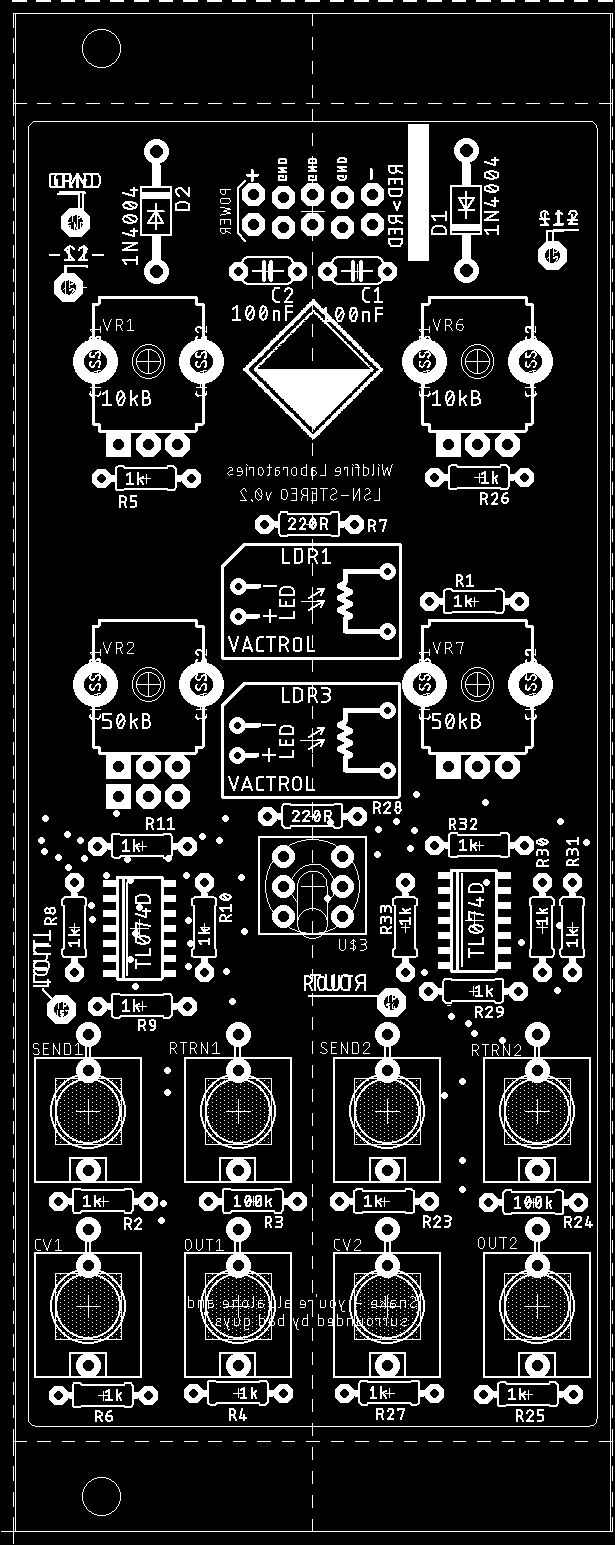 GND
+
GND
GND
GND
-
RED>RED
POWER
D2
1N4004
D1
1N4004
-12-
C2
100nF
C1
100nF
VR1
10kB
VR6
10kB
1k
R5
1k
R26
Wildfire Laboratories
LSN-STEREO v0.2
220R
R7
LDR1
-
+
LED
VACTROL
R1
1k
VR2
50kB
VR7
50kB
LDR3
-
+
LED
VACTROL
220R
R28
R11
1k
R32
1k
R30
R31
R8
1k
TL074D
1k
R10
R33
1k
TL074D
1k
1k
U$3
1k
R9
1k
R29
SEND1
RTRN1
SEND2
RTRN2
1k
R2
100k
R3
1k
R23
100k
R24
CV1
OUT1
CV2
OUT2
Snake - you're all alone and
surrounded by bad guys
1k
R6
1k
R4
1k
R27
1k
R25